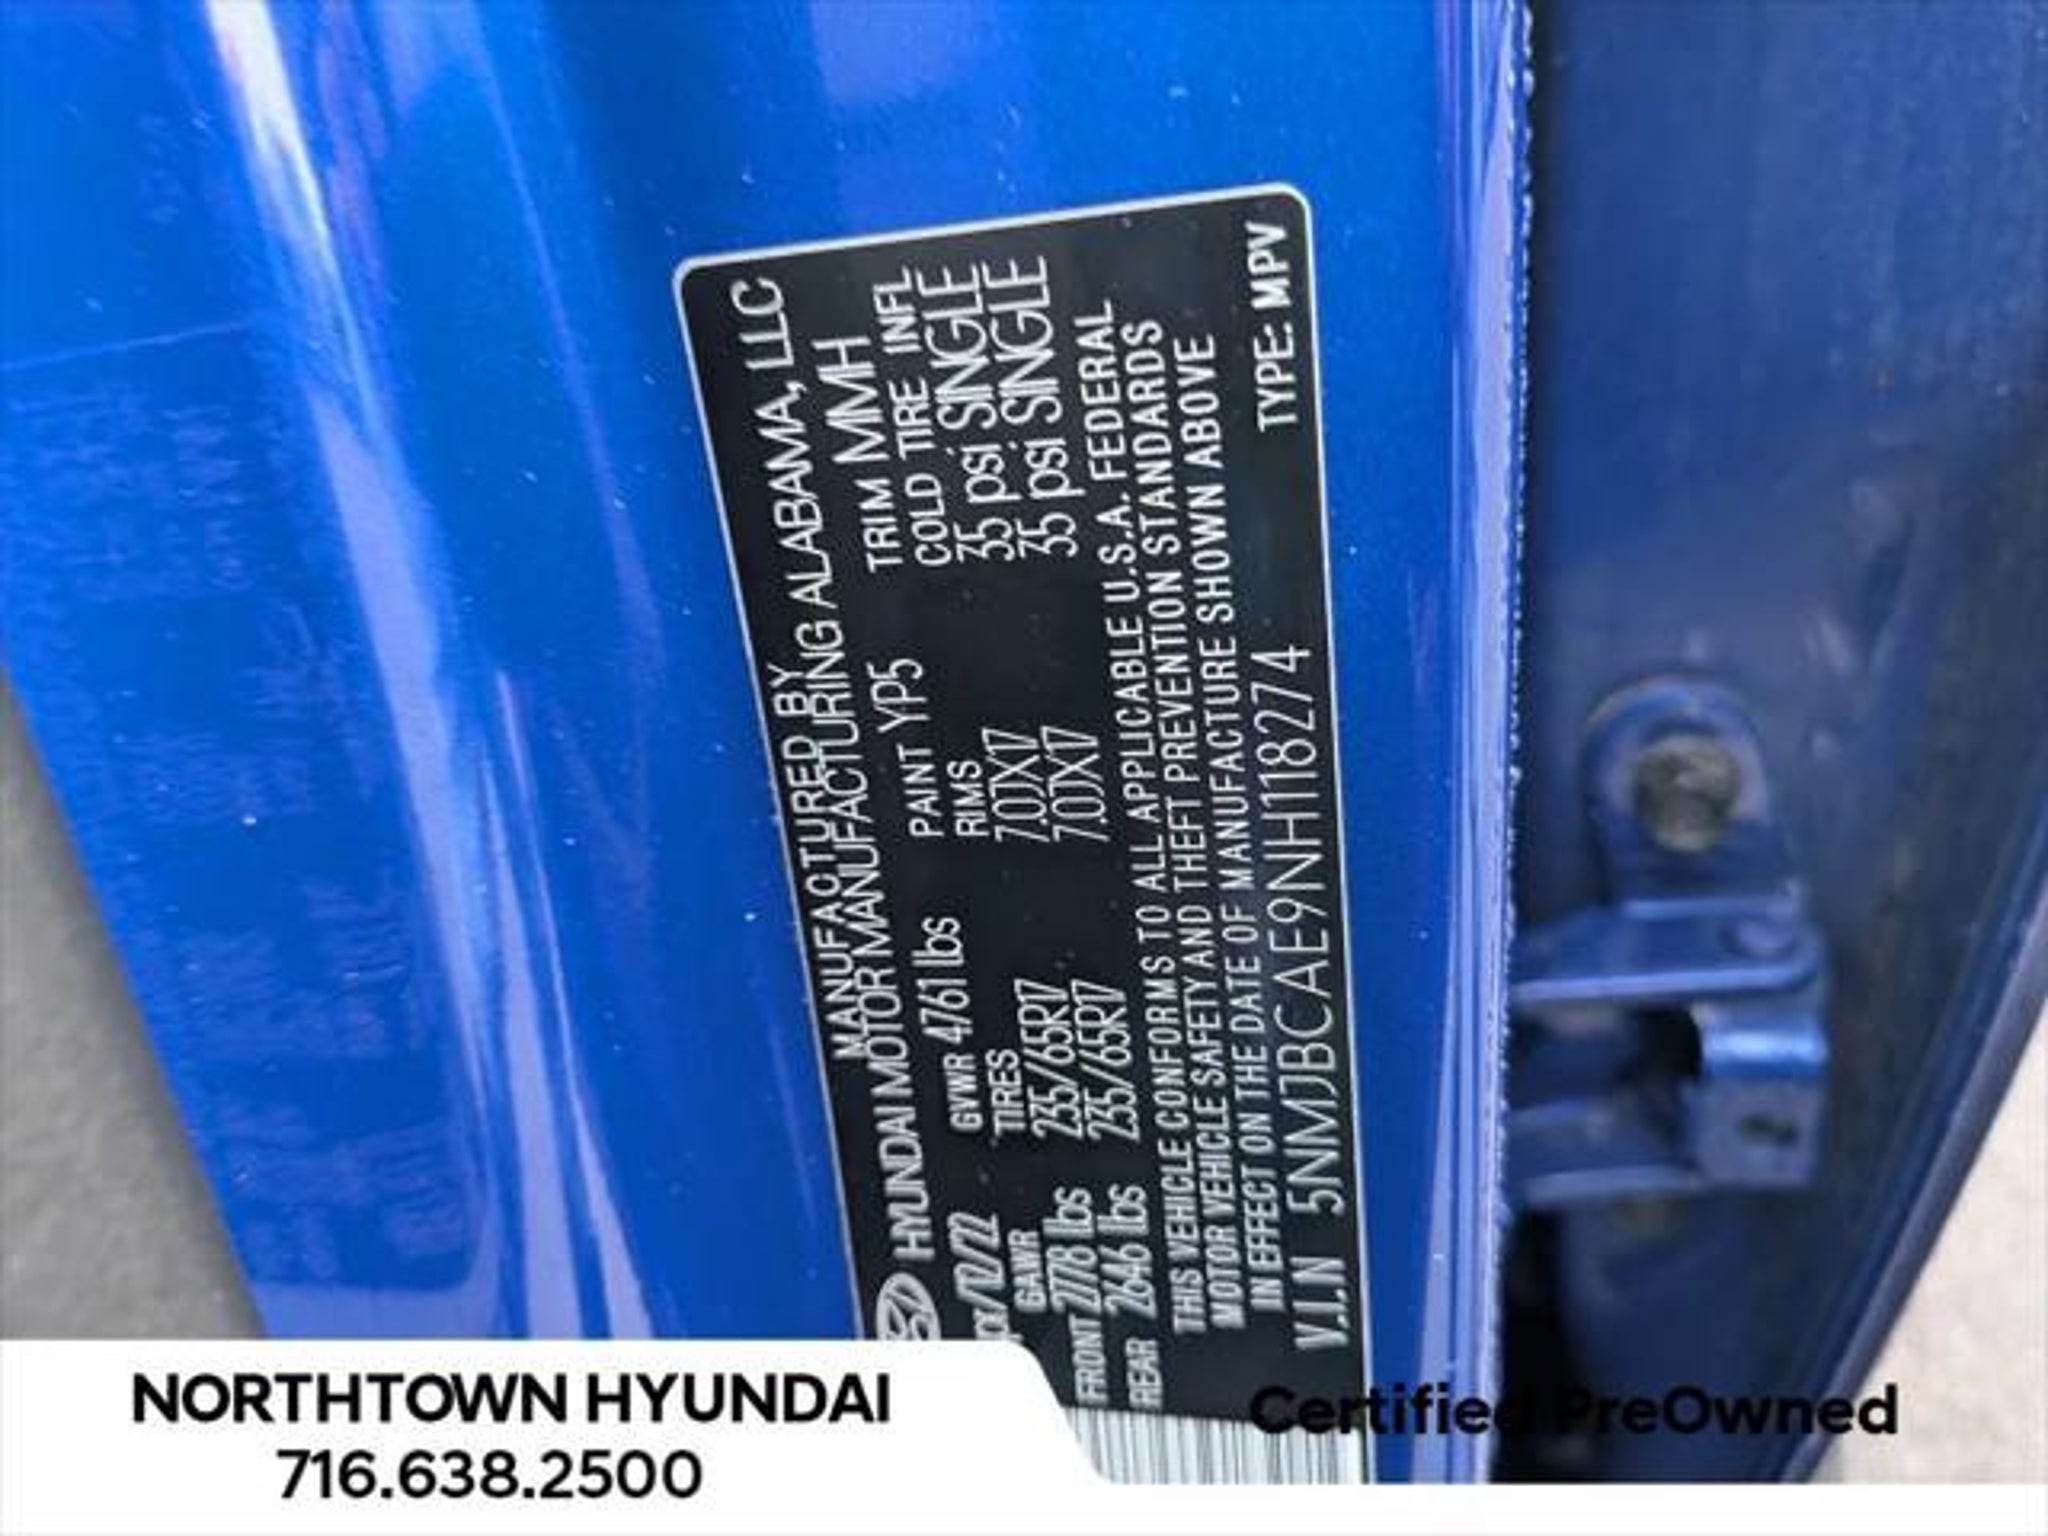 MANUFACTURED BY
HYUNDAI MOTOR MANUFACTURING ALABAMA, LLC
GVWR 4761 lbs PAINT YP5 TRIM MMH
GAWR TIRES RIMS COLD TIRE INFL
FRONT 2778 lbs 235/65R17 7.0JX17 35 psi SINGLE
REAR 2646 lbs 235/65R17 7.0JX17 35 psi SINGLE
THIS VEHICLE CONFORMS TO ALL APPLICABLE U.S.A. FEDERAL
MOTOR VEHICLE SAFETY AND THEFT PREVENTION STANDARDS
IN EFFECT ON THE DATE OF MANUFACTURE SHOWN ABOVE
V.I.N 5NMJBCAE9NH118274 TYPE: MPV
NORTHTOWN HYUNDAI
716.638.2500
Certified PreOwned